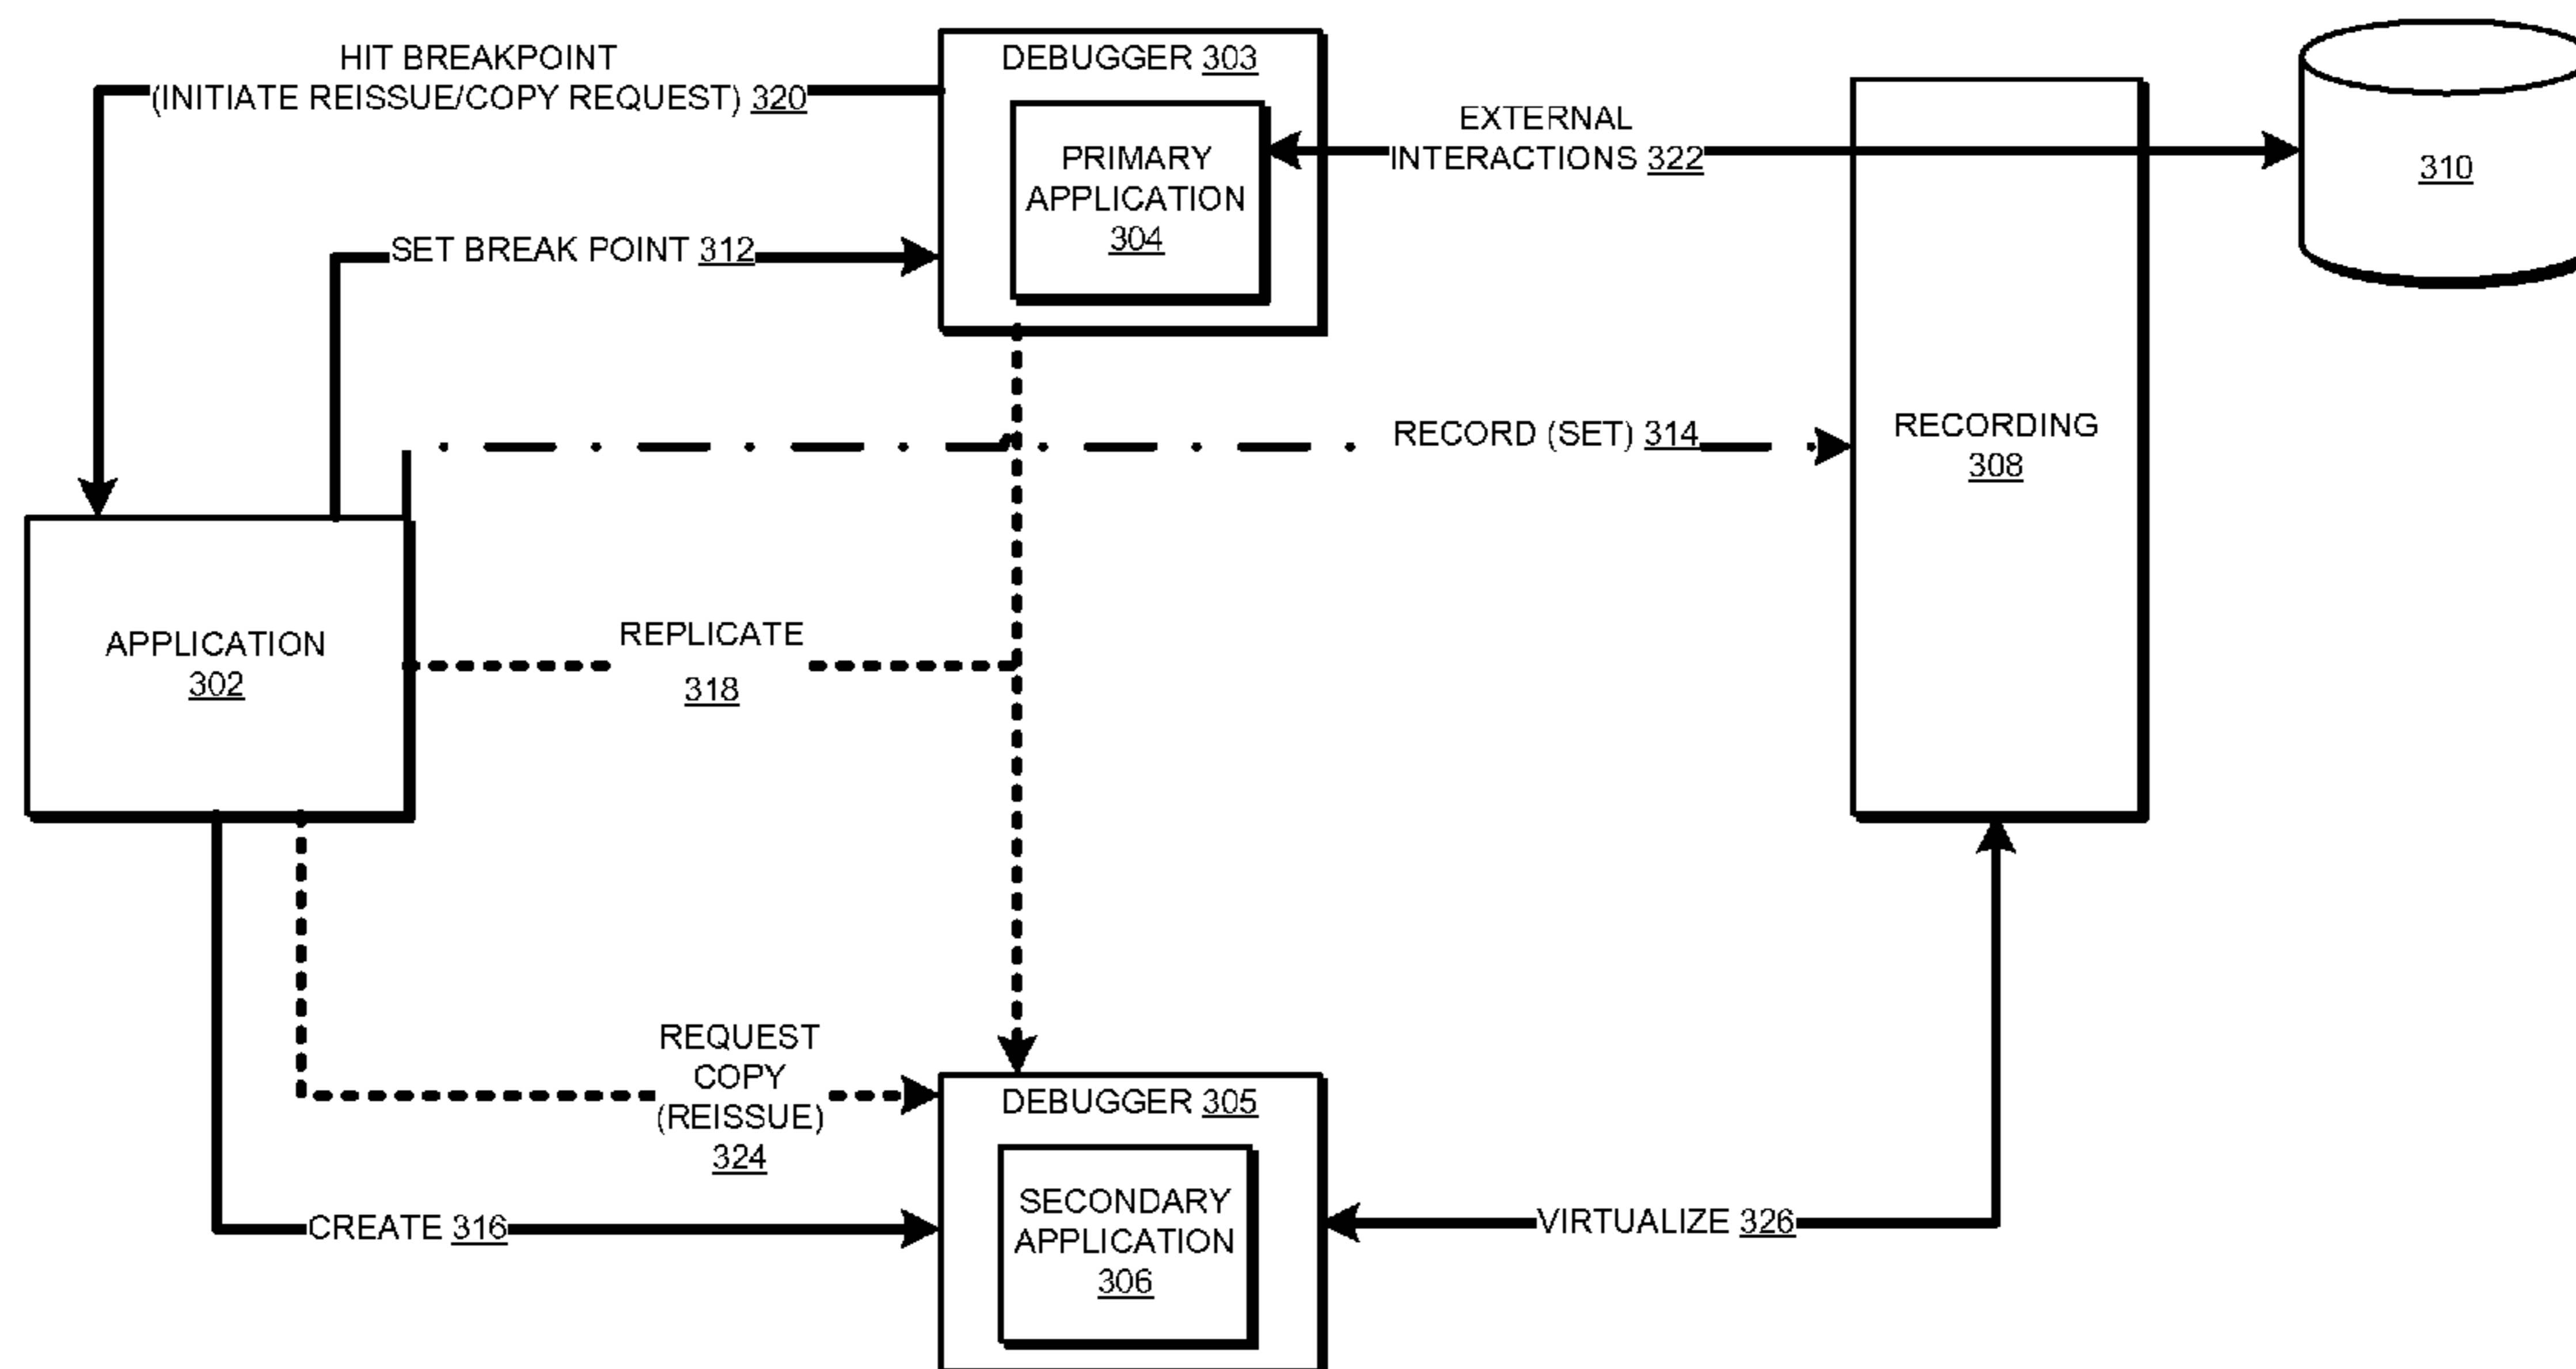 HIT BREAKPOINT
(INITIATE REISSUE/COPY REQUEST) 320
DEBUGGER 303
PRIMARY
APPLICATION
304
EXTERNAL
INTERACTIONS 322
310
SET BREAK POINT 312
RECORD (SET) 314
RECORDING
308
APPLICATION
302
REPLICATE
318
REQUEST
COPY
(REISSUE)
324
DEBUGGER 305
SECONDARY
APPLICATION
306
CREATE 316
VIRTUALIZE 326